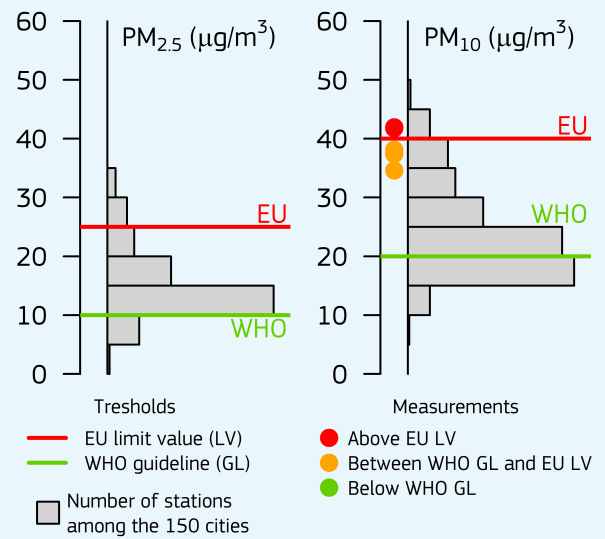 PM2.5 (µg/m³)
60
50
40
30
20
10
0
EU
WHO
PM10 (µg/m³)
60
50
40
30
20
10
0
EU
WHO
Tresholds
EU limit value (LV)
WHO guideline (GL)
Number of stations
among the 150 cities
Measurements
Above EU LV
Between WHO GL and EU LV
Below WHO GL